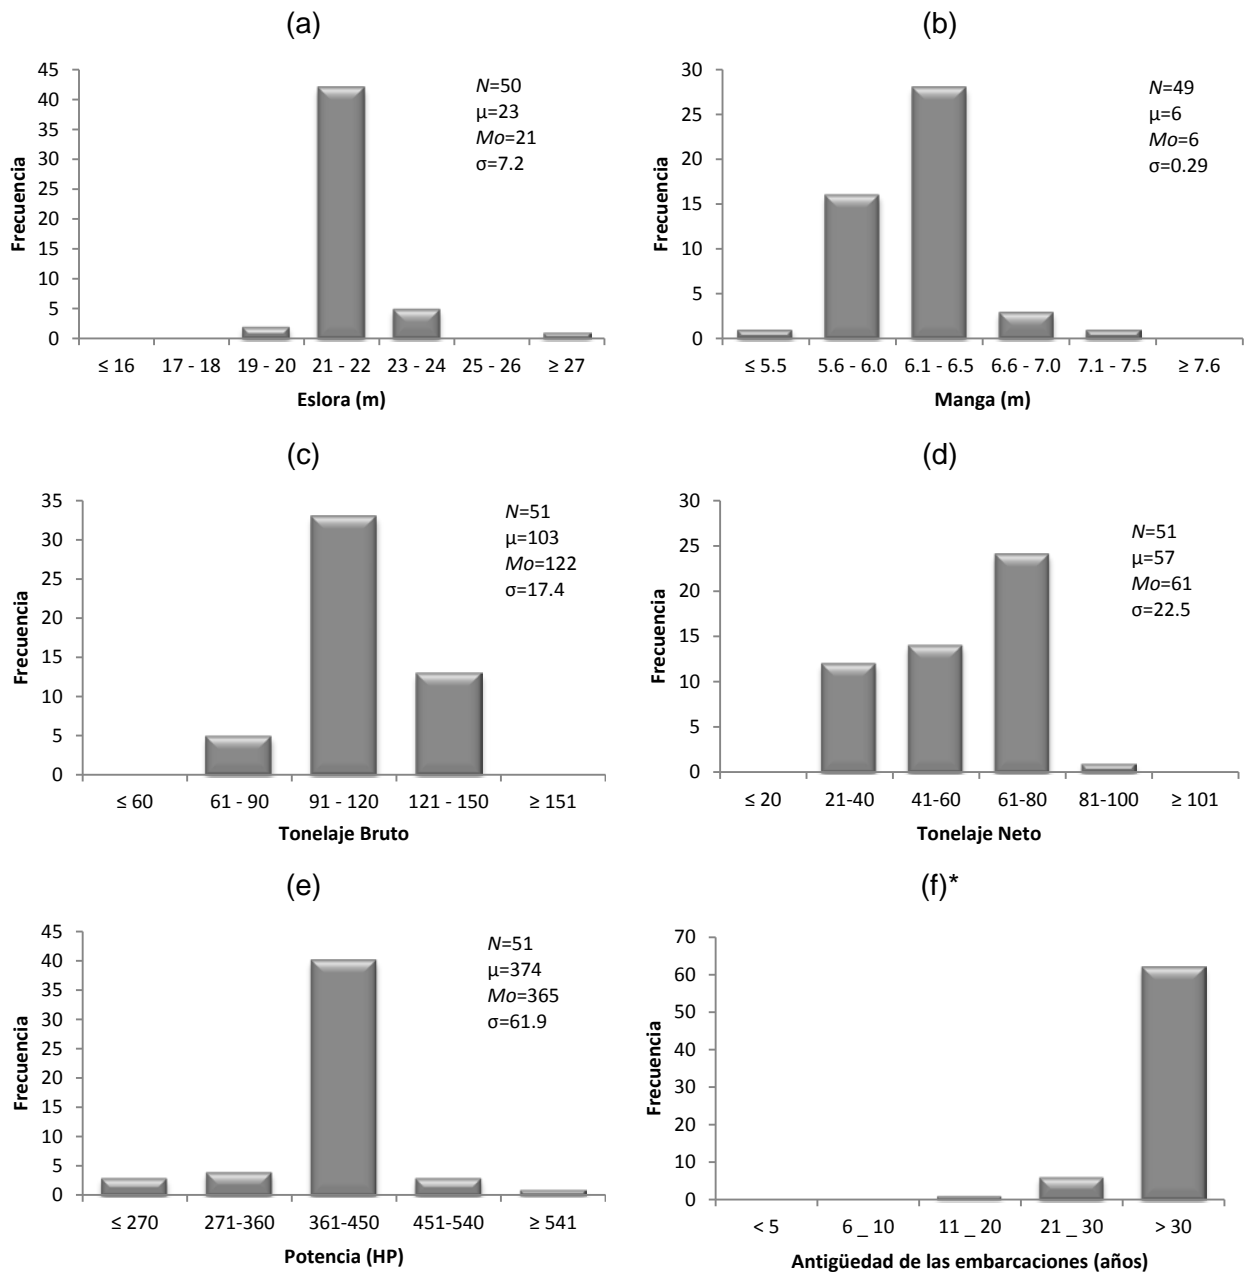 (a)
45
40
35
30
25
20
15
10
5
0
Frecuencia
N=50
μ=23
Mo=21
σ=7.2
≤ 16 17 - 18 19 - 20 21 - 22 23 - 24 25 - 26 ≥ 27
Eslora (m)
(b)
30
25
20
15
10
5
0
Frecuencia
N=49
μ=6
Mo=6
σ=0.29
≤ 5.5 5.6 - 6.0 6.1 - 6.5 6.6 - 7.0 7.1 - 7.5 ≥ 7.6
Manga (m)
(c)
35
30
25
20
15
10
5
0
Frecuencia
N=51
μ=103
Mo=122
σ=17.4
≤ 60 61 - 90 91 - 120 121 - 150 ≥ 151
Tonelaje Bruto
(d)
30
25
20
15
10
5
0
Frecuencia
N=51
μ=57
Mo=61
σ=22.5
≤ 20 21-40 41-60 61-80 81-100 ≥ 101
Tonelaje Neto
(e)
45
40
35
30
25
20
15
10
5
0
Frecuencia
N=51
μ=374
Mo=365
σ=61.9
≤ 270 271-360 361-450 451-540 ≥ 541
Potencia (HP)
(f)*
70
60
50
40
30
20
10
0
Frecuencia
< 5 6 _ 10 11 _ 20 21 _ 30 > 30
Antigüedad de las embarcaciones (años)